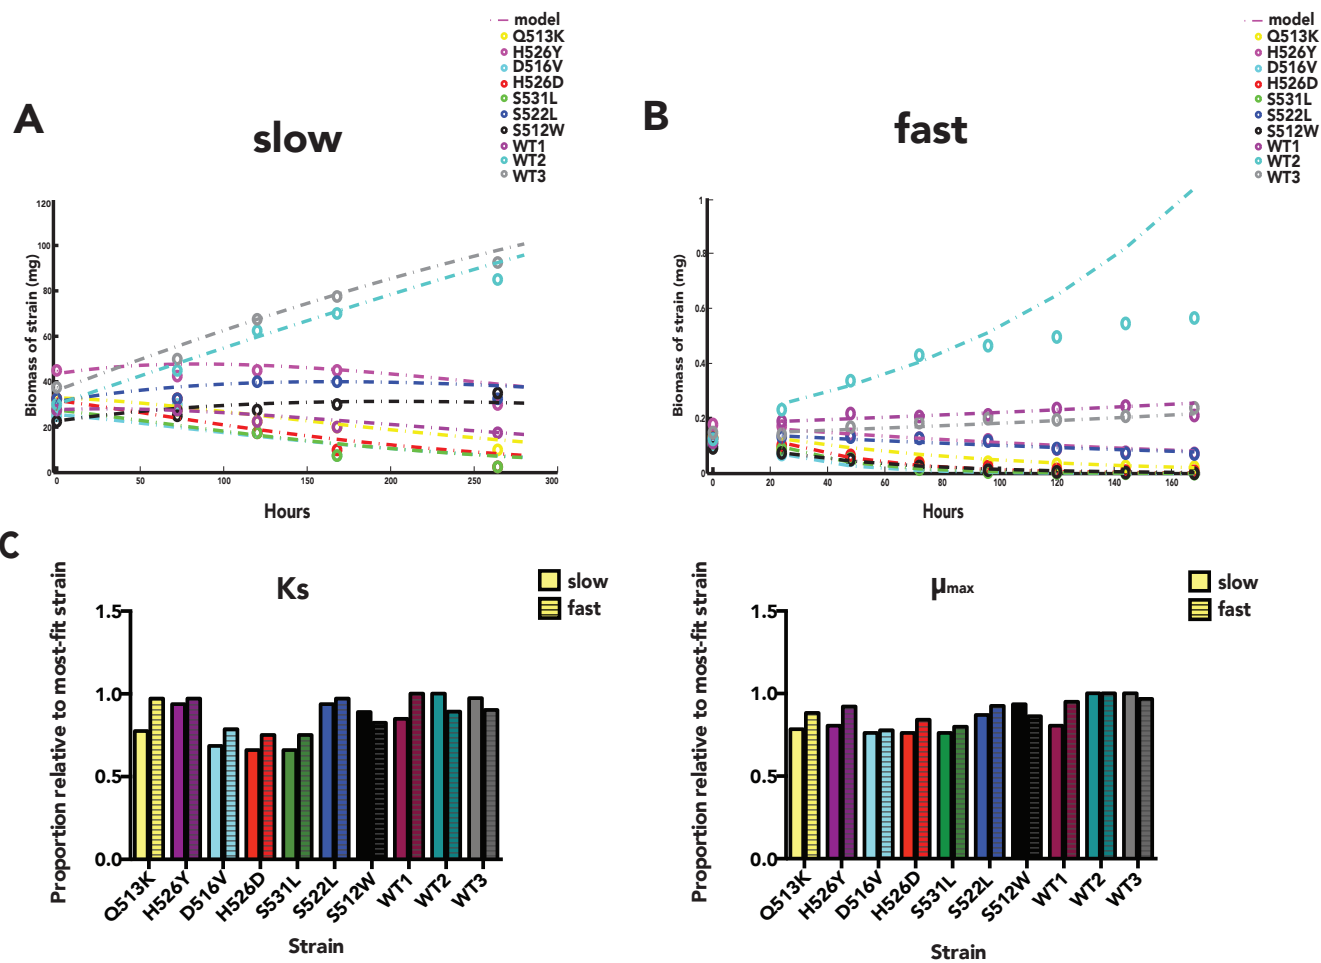 model
Q513K
H526Y
D516V
H526D
S531L
S522L
S512W
WT1
WT2
WT3
A
slow
120
100
80
60
40
20
0
Biomass of strain (mg)
0
50
100
150
200
250
300
Hours
model
Q513K
H526Y
D516V
H526D
S531L
S522L
S512W
WT1
WT2
WT3
B
fast
1
0.8
0.6
0.4
0.2
0
Biomass of strain (mg)
0
20
40
60
80
100
120
140
160
Hours
C
Ks
slow
fast
Proportion relative to most-fit strain
1.5
1.0
0.5
0.0
Q513K
H526Y
D516V
H526D
S531L
S522L
S512W
WT1
WT2
WT3
Strain
µmax
slow
fast
Proportion relative to most-fit strain
1.5
1.0
0.5
0.0
Q513K
H526Y
D516V
H526D
S531L
S522L
S512W
WT1
WT2
WT3
Strain